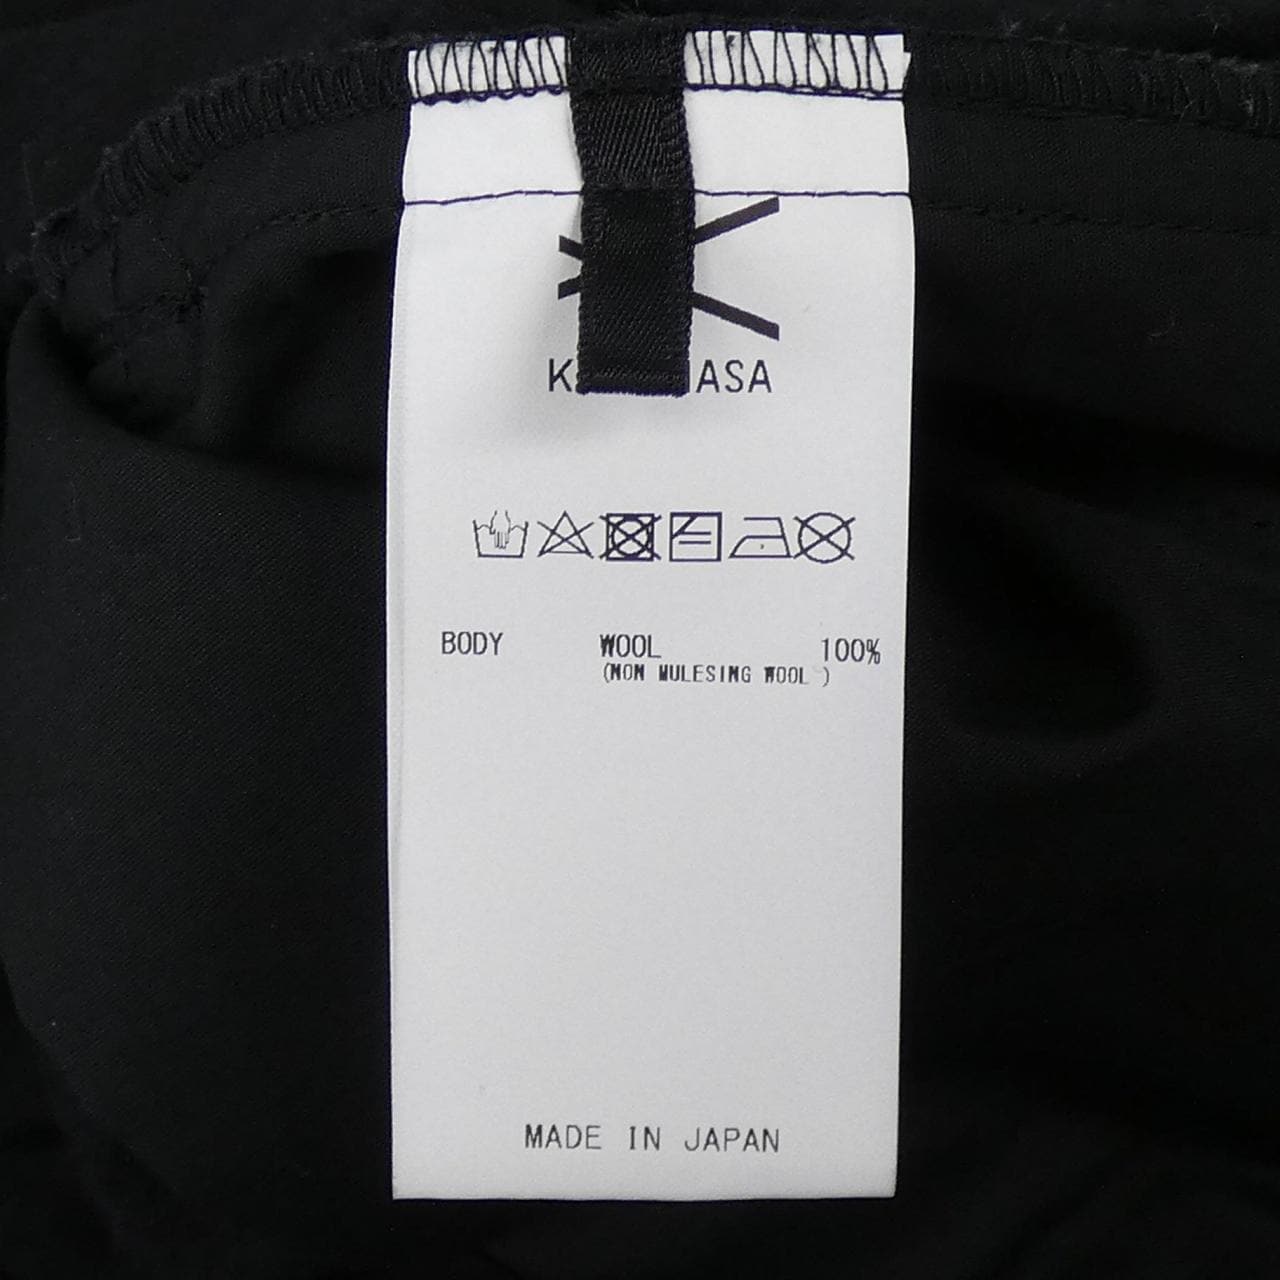 BODY WOOL 100%
(NON MULESING WOOL )
MADE IN JAPAN